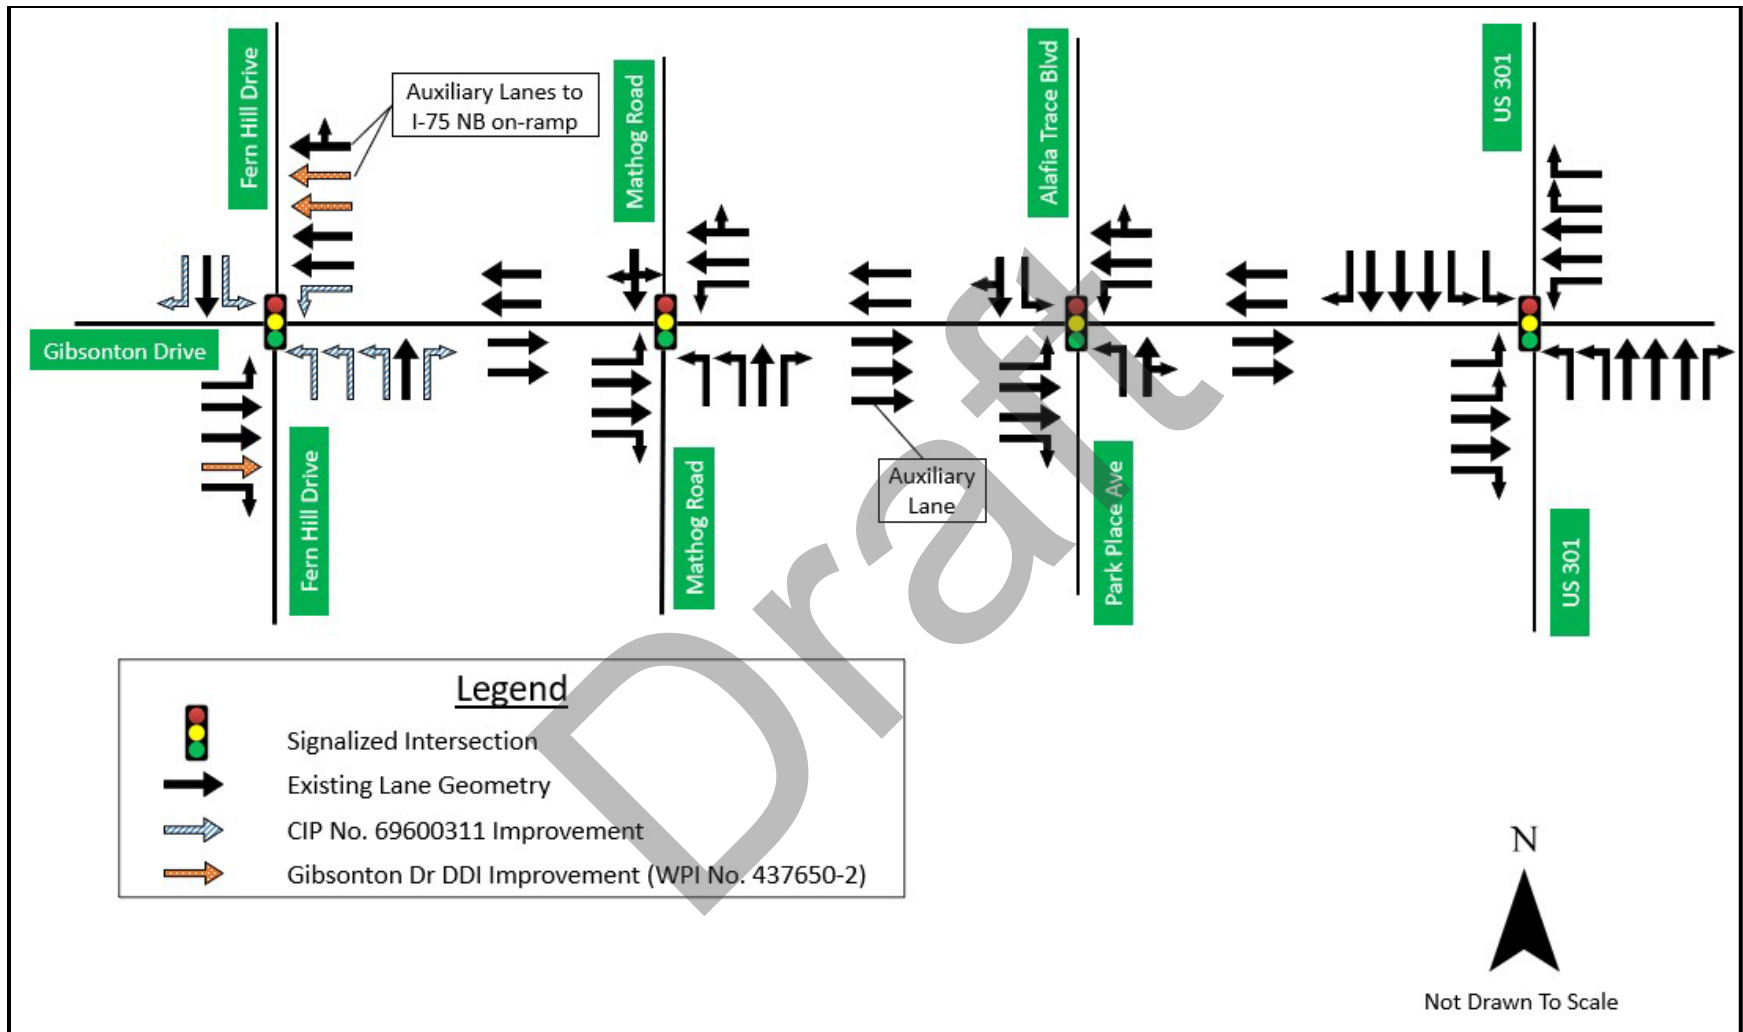 Fern Hill Drive
Auxiliary Lanes to
I-75 NB on-ramp
Mathog Road
Alafia Trace Blvd
US 301
Gibsonton Drive
Fern Hill Drive
Mathog Road
Auxiliary
Lane
Park Place Ave
US 301
Draft
Legend
Signalized Intersection
Existing Lane Geometry
CIP No. 69600311 Improvement
Gibsonton Dr DDI Improvement (WPI No. 437650-2)
N
Not Drawn To Scale